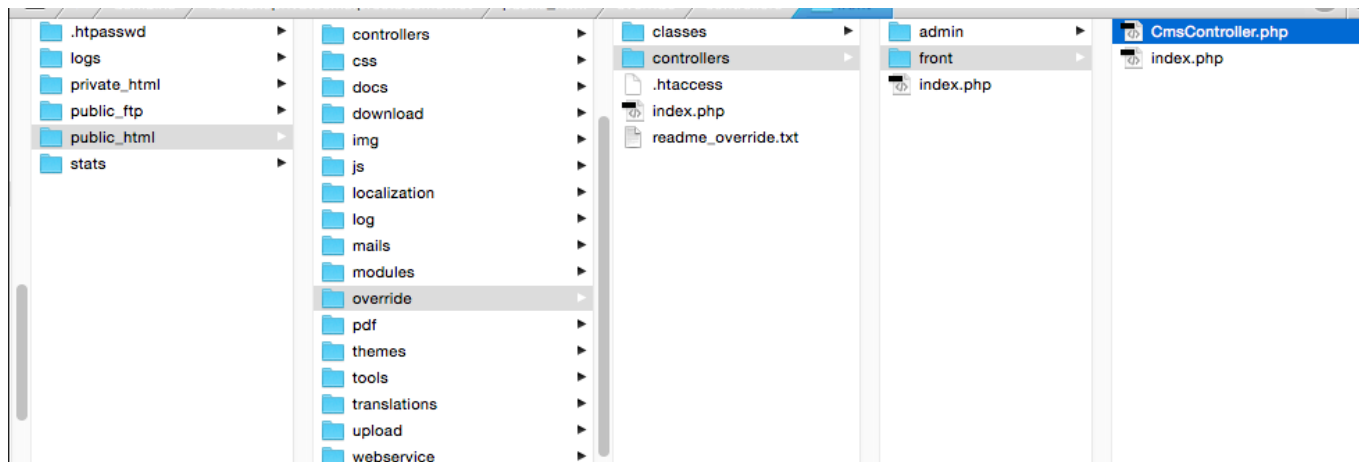 .htpasswd
logs
private_html
public_ftp
public_html
stats
controllers
css
docs
download
img
js
localization
log
mails
modules
override
pdf
themes
tools
translations
upload
webservice
classes
controllers
.htaccess
index.php
readme_override.txt
admin
front
index.php
CmsController.php
index.php